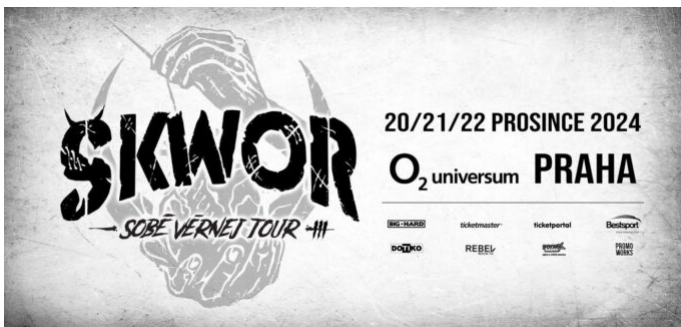 ŠKWOR
SOBĚ VĚRNEJ TOUR
20/21/22 PROSINCE 2024
O2 universum PRAHA
BIG HARD ticketmaster ticketportal Bestsport
DOTIKO REBEL PROMO WORKS